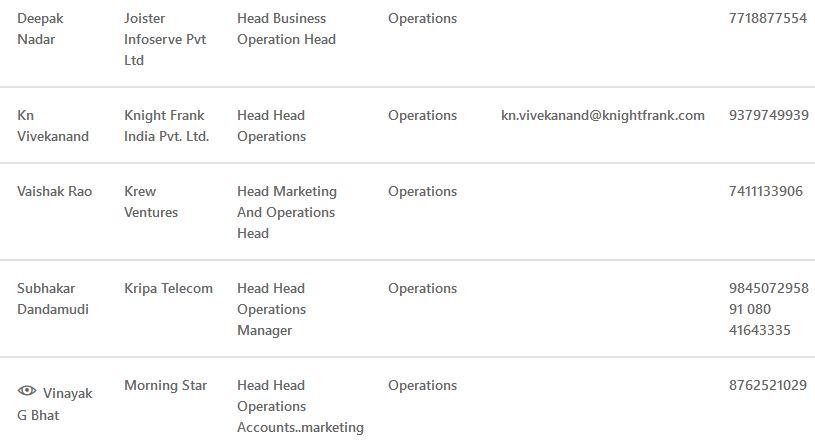 Deepak Nadar	Joister Infoserve Pvt Ltd	Head Business Operation Head	Operations		7718877554
Kn Vivekanand	Knight Frank India Pvt. Ltd.	Head Head Operations	Operations	kn.vivekanand@knightfrank.com	9379749939
Vaishak Rao	Krew Ventures	Head Marketing And Operations Head	Operations		7411133906
Subhakar Dandamudi	Kripa Telecom	Head Head Operations Manager	Operations		9845072958 91 080 41643335
Vinayak G Bhat	Morning Star	Head Head Operations Accounts..marketing	Operations		8762521029